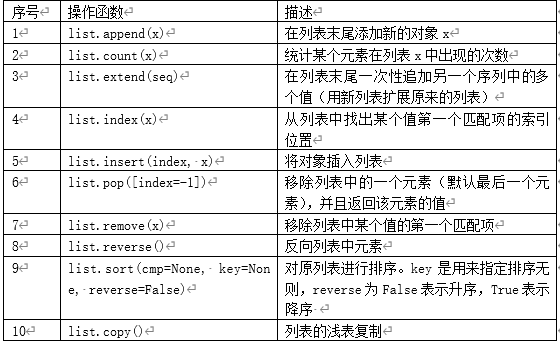 序号 操作函数 描述
1 list.append(x) 在列表末尾添加新的对象 x
2 list.count(x) 统计某个元素在列表 x 中出现的次数
3 list.extend(seq) 在列表末尾一次性追加另一个序列中的多
个值（用新列表扩展原来的列表）
4 list.index(x) 从列表中找出某个值第一个匹配项的索引
位置
5 list.insert(index, x) 将对象插入列表
6 list.pop([index=-1]) 移除列表中的一个元素（默认最后一个元
素），并且返回该元素的值
7 list.remove(x) 移除列表中某个值的第一个匹配项
8 list.reverse() 反向列表中元素
9 list.sort(cmp=None, key=Non 对原列表进行排序。key 是用来指定排序无
e, reverse=False) 则，reverse 为 False 表示升序，True 表示
降序
10 list.copy() 列表的浅表复制